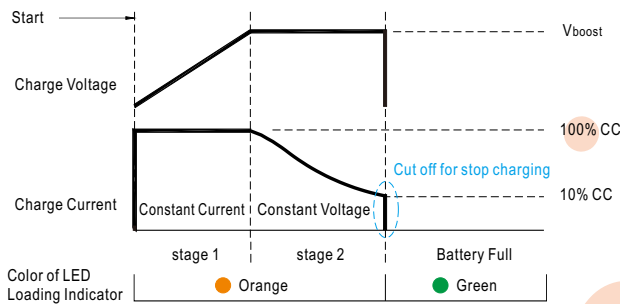 Start
Vboost
Charge Voltage
100% CC
Cut off for stop charging
10% CC
Charge Current
Constant Current
Constant Voltage
stage 1
stage 2
Battery Full
Color of LED
Loading Indicator
Orange
Green